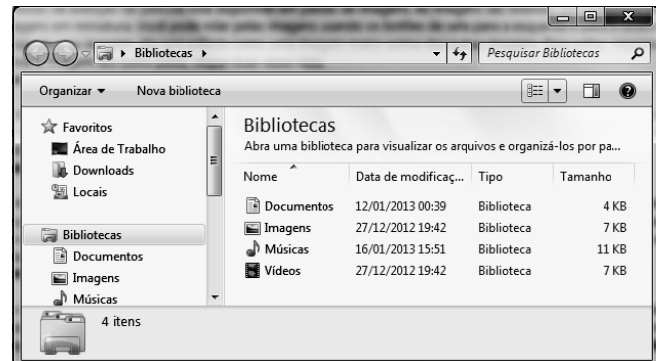 Bibliotecas
Pesquisar Bibliotecas
Organizar Nova biblioteca
Favoritos
Área de Trabalho
Downloads
Locais
Bibliotecas
Documentos
Imagens
Músicas
Bibliotecas
Abra uma biblioteca para visualizar os arquivos e organizá-los por pa...
Nome Data de modificaç... Tipo Tamanho
Documentos 12/01/2013 00:39 Biblioteca 4 KB
Imagens 27/12/2012 19:42 Biblioteca 7 KB
Músicas 16/01/2013 15:51 Biblioteca 11 KB
Vídeos 27/12/2012 19:42 Biblioteca 7 KB
4 itens